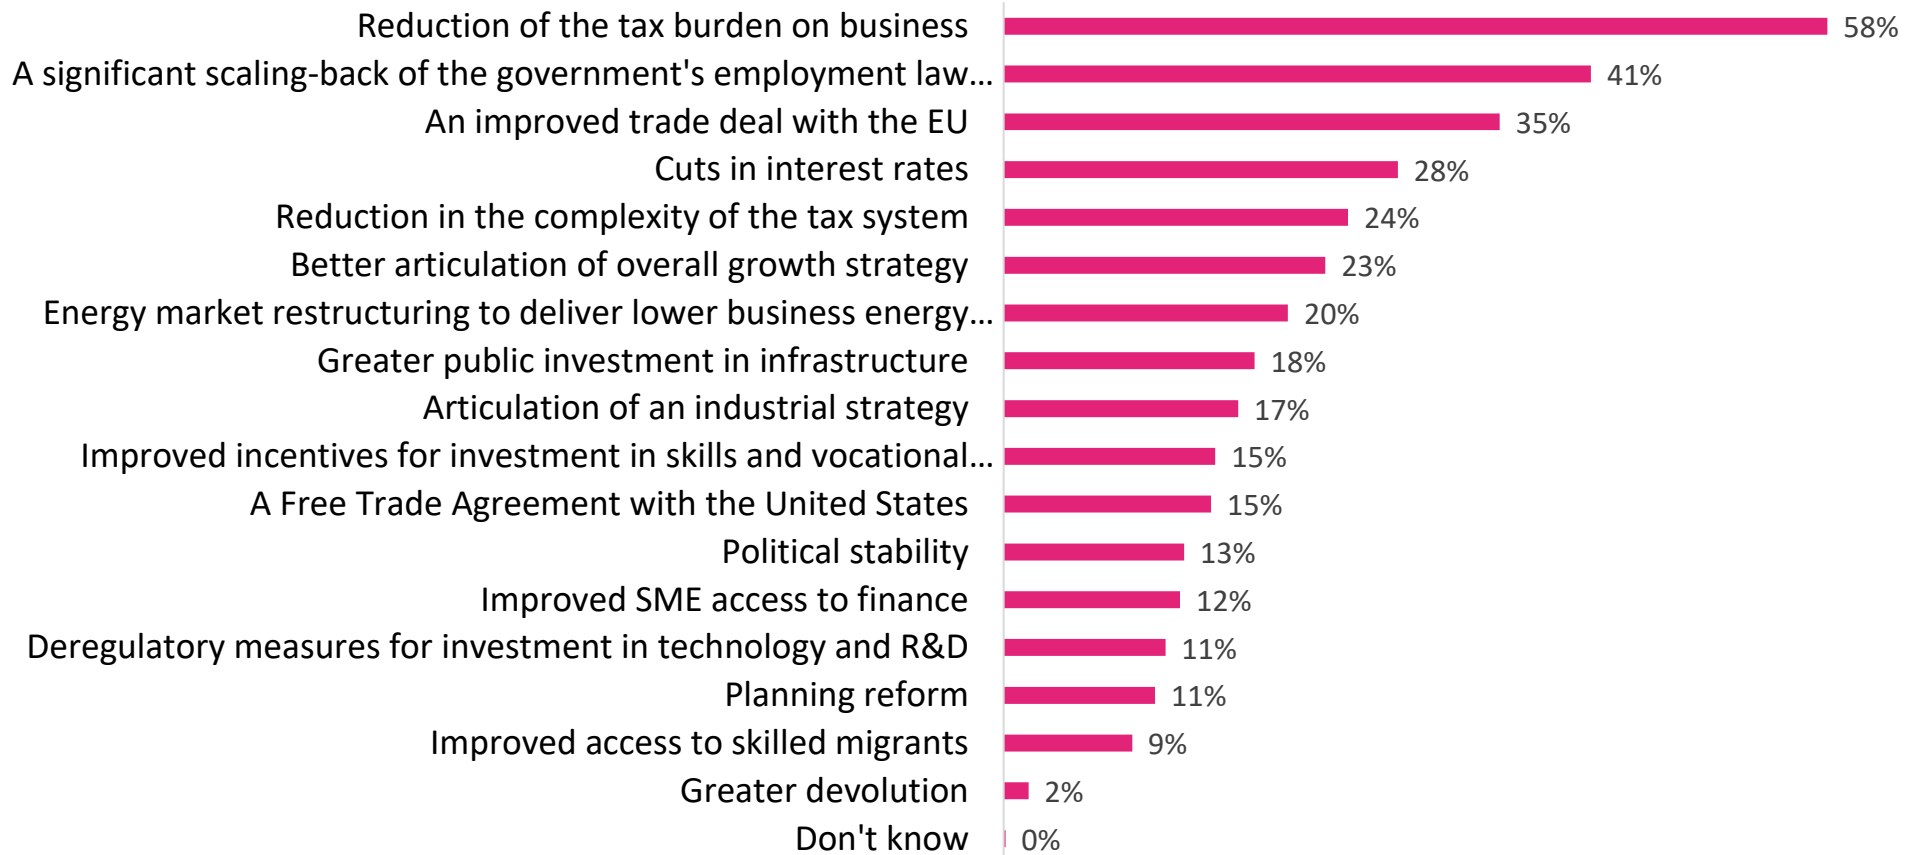 Reduction of the tax burden on business 58%
A significant scaling-back of the government's employment law... 41%
An improved trade deal with the EU 35%
Cuts in interest rates 28%
Reduction in the complexity of the tax system 24%
Better articulation of overall growth strategy 23%
Energy market restructuring to deliver lower business energy... 20%
Greater public investment in infrastructure 18%
Articulation of an industrial strategy 17%
Improved incentives for investment in skills and vocational... 15%
A Free Trade Agreement with the United States 15%
Political stability 13%
Improved SME access to finance 12%
Deregulatory measures for investment in technology and R&D 11%
Planning reform 11%
Improved access to skilled migrants 9%
Greater devolution 2%
Don't know 0%